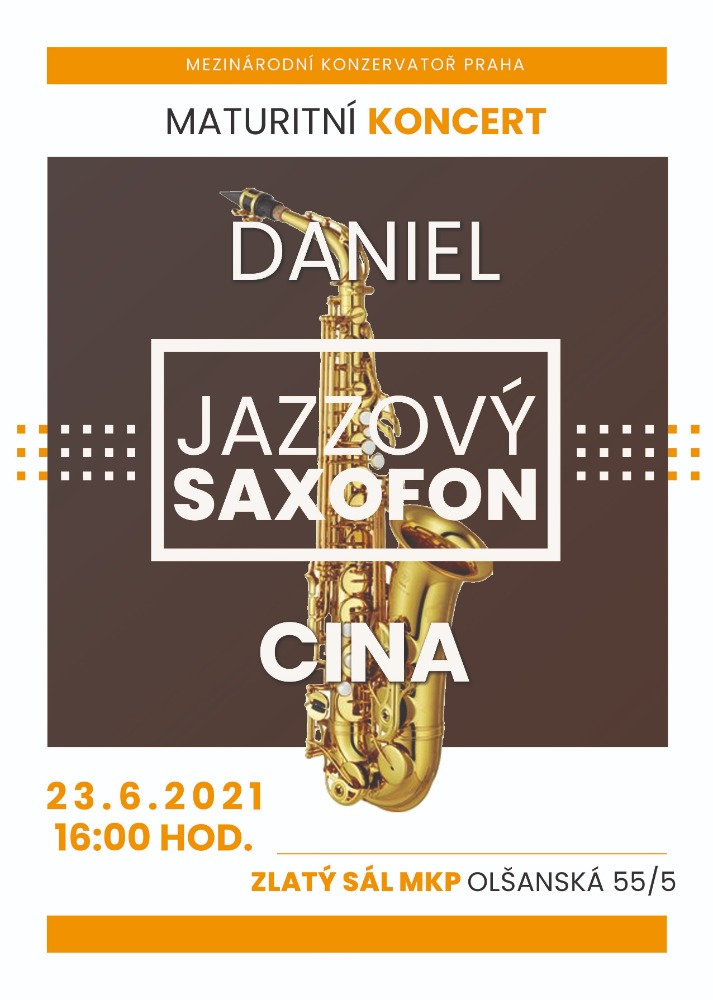 MEZINÁRODNÍ KONZERVATOŘ PRAHA
MATURITNÍ KONCERT
DANIEL
JAZZOVÝ
SAXOFON
CINA
23.6.2021
16:00 HOD.
ZLATÝ SÁL MKP OLŠANSKÁ 55/5